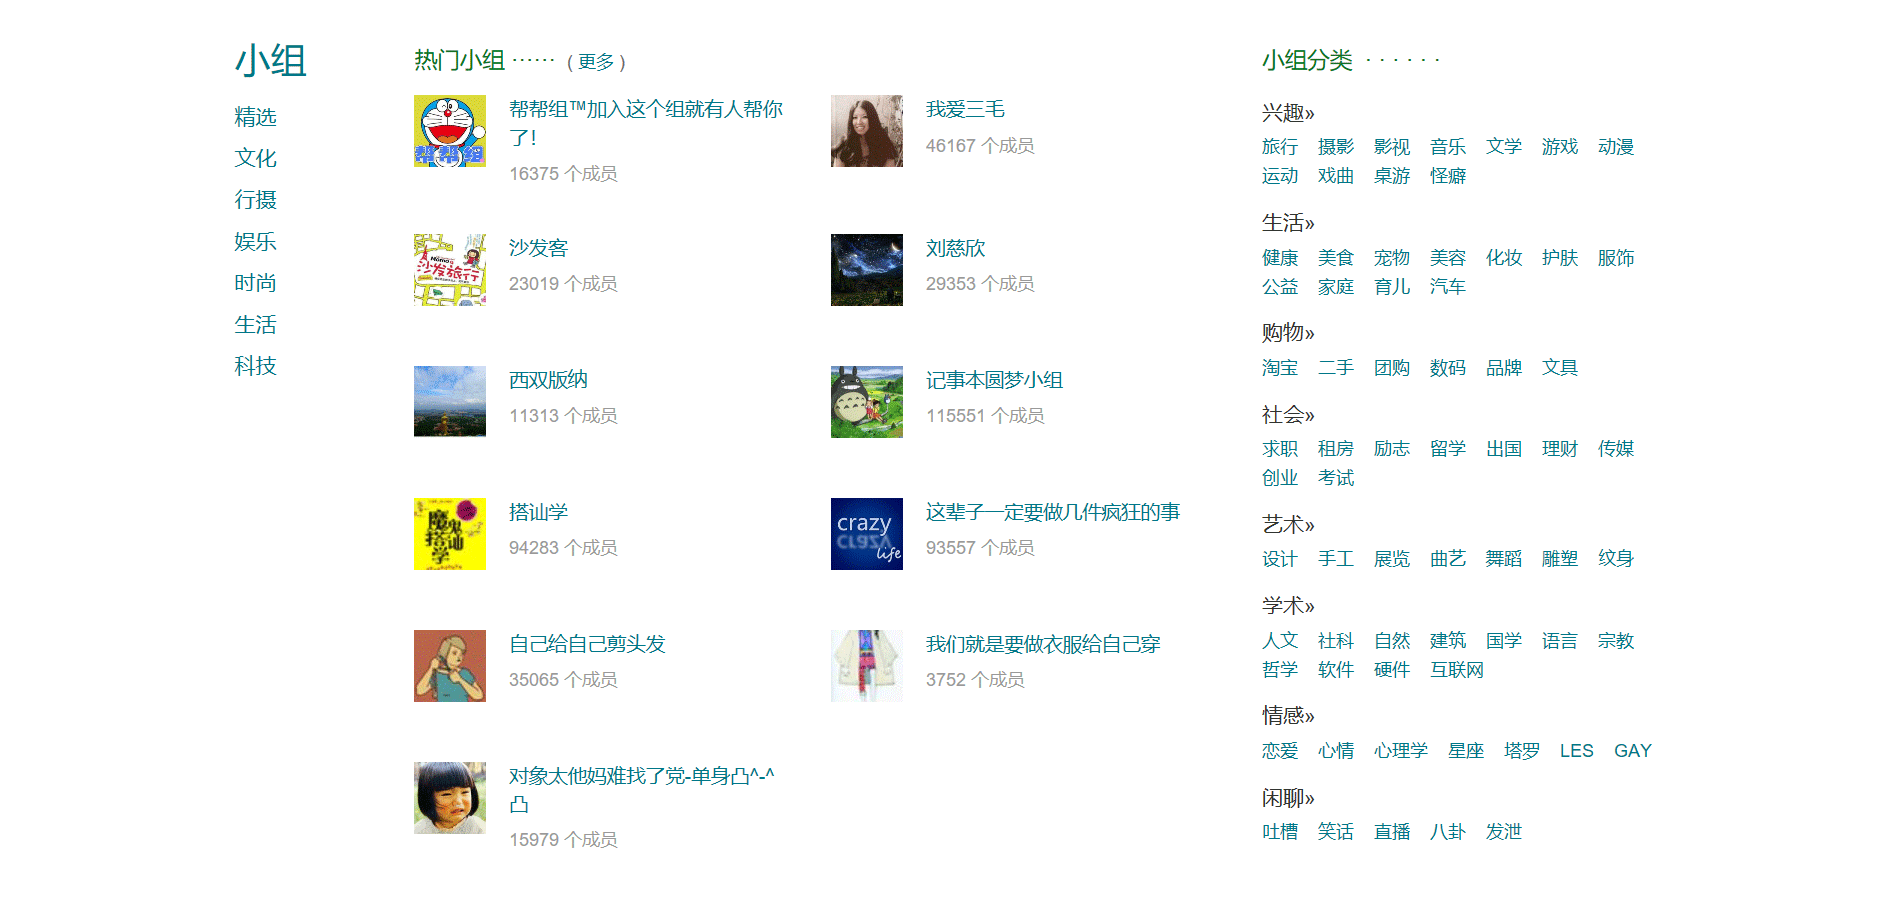 小组
精选
文化
行摄
娱乐
时尚
生活
科技
热门小组 ······ ( 更多 )
帮帮组
帮帮组™加入这个组就有人帮你
了!
16375 个成员
我爱三毛
46167 个成员
沙发旅行
沙发客
23019 个成员
刘慈欣
29353 个成员
西双版纳
11313 个成员
记事本圆梦小组
115551 个成员
魔鬼搭讪学
搭讪学
94283 个成员
crazy
life
这辈子一定要做几件疯狂的事
93557 个成员
自己给自己剪头发
35065 个成员
我们就是要做衣服给自己穿
3752 个成员
对象太他妈难找了党-单身凸^-^
凸
15979 个成员
小组分类 · · · · · ·
兴趣»
旅行 摄影 影视 音乐 文学 游戏 动漫
运动 戏曲 桌游 怪癖
生活»
健康 美食 宠物 美容 化妆 护肤 服饰
公益 家庭 育儿 汽车
购物»
淘宝 二手 团购 数码 品牌 文具
社会»
求职 租房 励志 留学 出国 理财 传媒
创业 考试
艺术»
设计 手工 展览 曲艺 舞蹈 雕塑 纹身
学术»
人文 社科 自然 建筑 国学 语言 宗教
哲学 软件 硬件 互联网
情感»
恋爱 心情 心理学 星座 塔罗 LES GAY
闲聊»
吐槽 笑话 直播 八卦 发泄